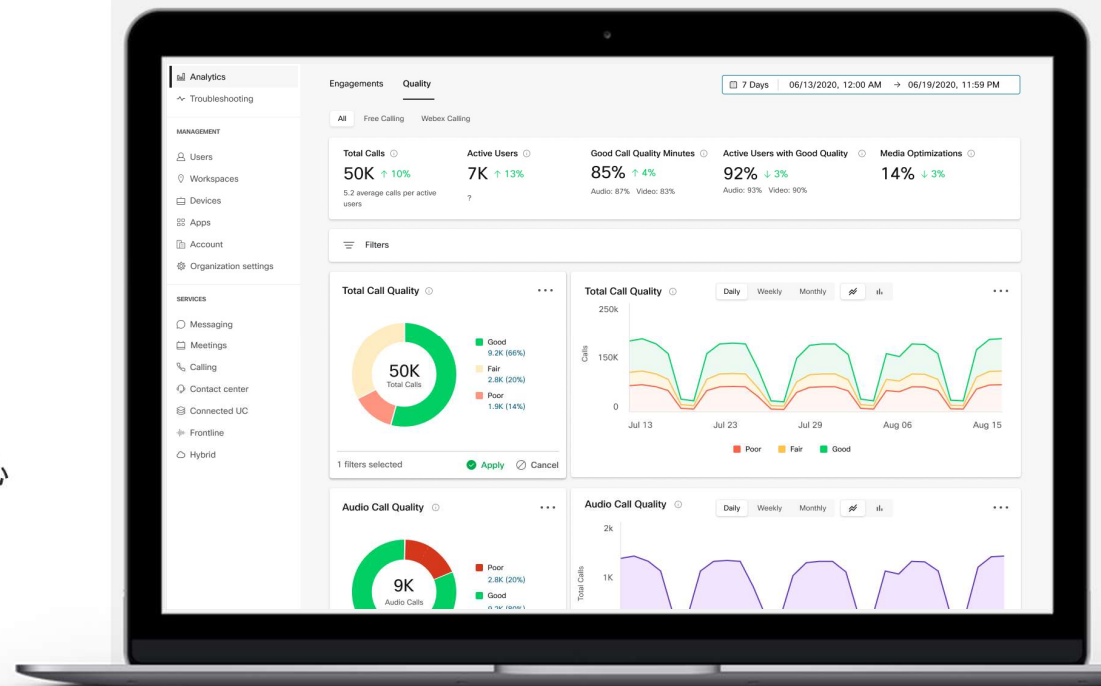 Analytics
Troubleshooting
MANAGEMENT
Users
Workspaces
Devices
Apps
Account
Organization settings
SERVICES
Messaging
Meetings
Calling
Contact center
Connected UC
Frontline
Hybrid
Engagements Quality
7 Days 06/13/2020, 12:00 AM → 06/19/2020, 11:59 PM
All Free Calling Webex Calling
Total Calls Active Users Good Call Quality Minutes Active Users with Good Quality Media Optimizations
50K ↑ 10% 7K ↑ 13% 85% ↑ 4% 92% ↓ 3% 14% ↓ 3%
5.2 average calls per active users ? Audio: 87% Video: 83% Audio: 93% Video: 90%
Filters
Total Call Quality
50K
Total Calls
Good
9.2K (66%)
Fair
2.8K (20%)
Poor
1.9K (14%)
1 filters selected Apply Cancel
Total Call Quality Daily Weekly Monthly
250k
150K
0
Calls
Jul 13 Jul 23 Jul 29 Aug 06 Aug 15
Poor Fair Good
Audio Call Quality
9K
Audio Calls
Poor
2.8K (20%)
Good
9.2K (80%)
Audio Call Quality Daily Weekly Monthly
2k
1K
Total Calls